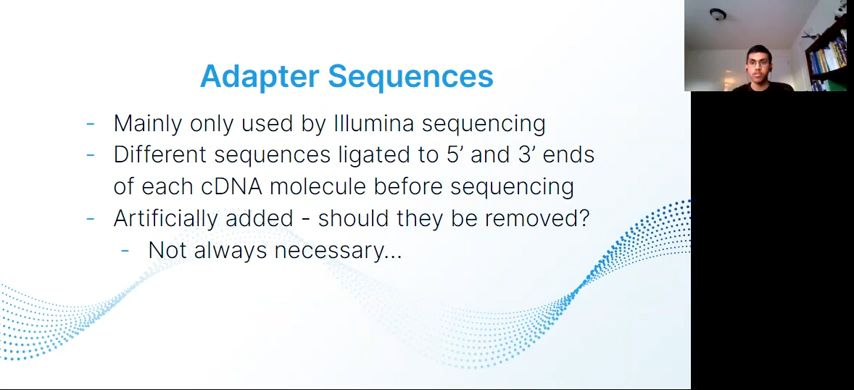 Adapter Sequences
- Mainly only used by Illumina sequencing
- Different sequences ligated to 5’ and 3’ ends
of each cDNA molecule before sequencing
- Artificially added - should they be removed?
- Not always necessary...